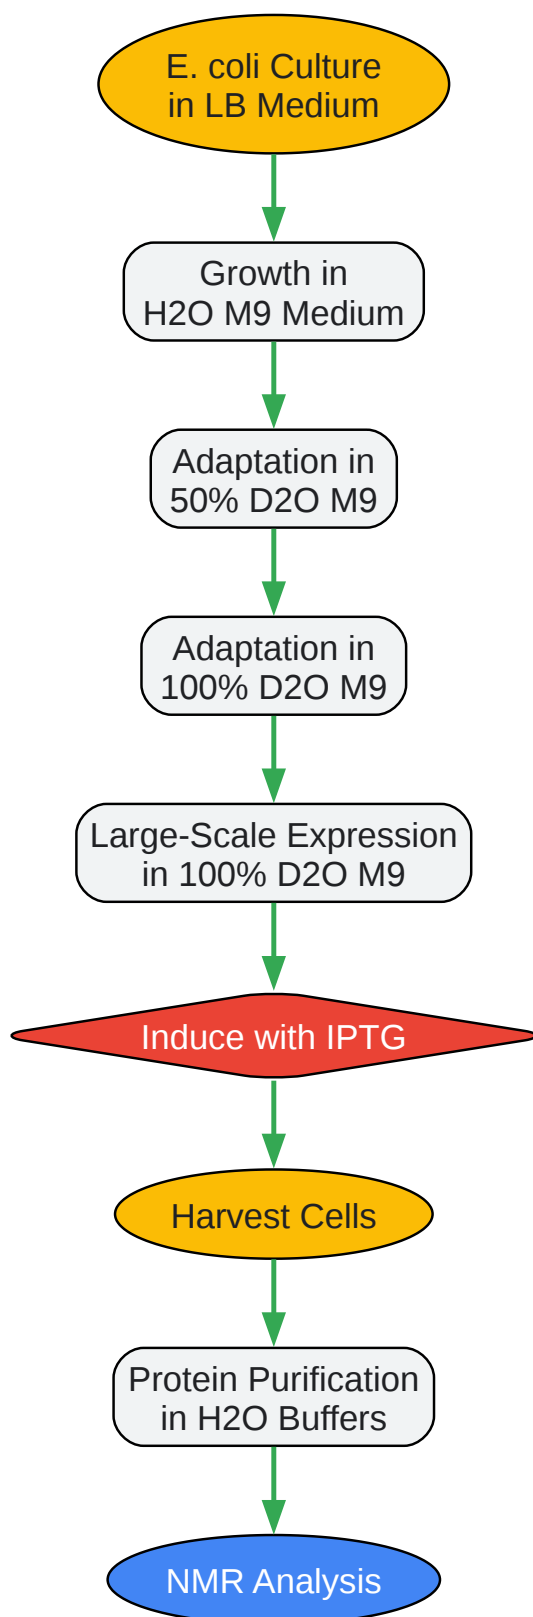 E. coli Culture
in LB Medium
Growth in
H2O M9 Medium
Adaptation in
50% D2O M9
Adaptation in
100% D2O M9
Large-Scale Expression
in 100% D2O M9
Induce with IPTG
Harvest Cells
Protein Purification
in H2O Buffers
NMR Analysis